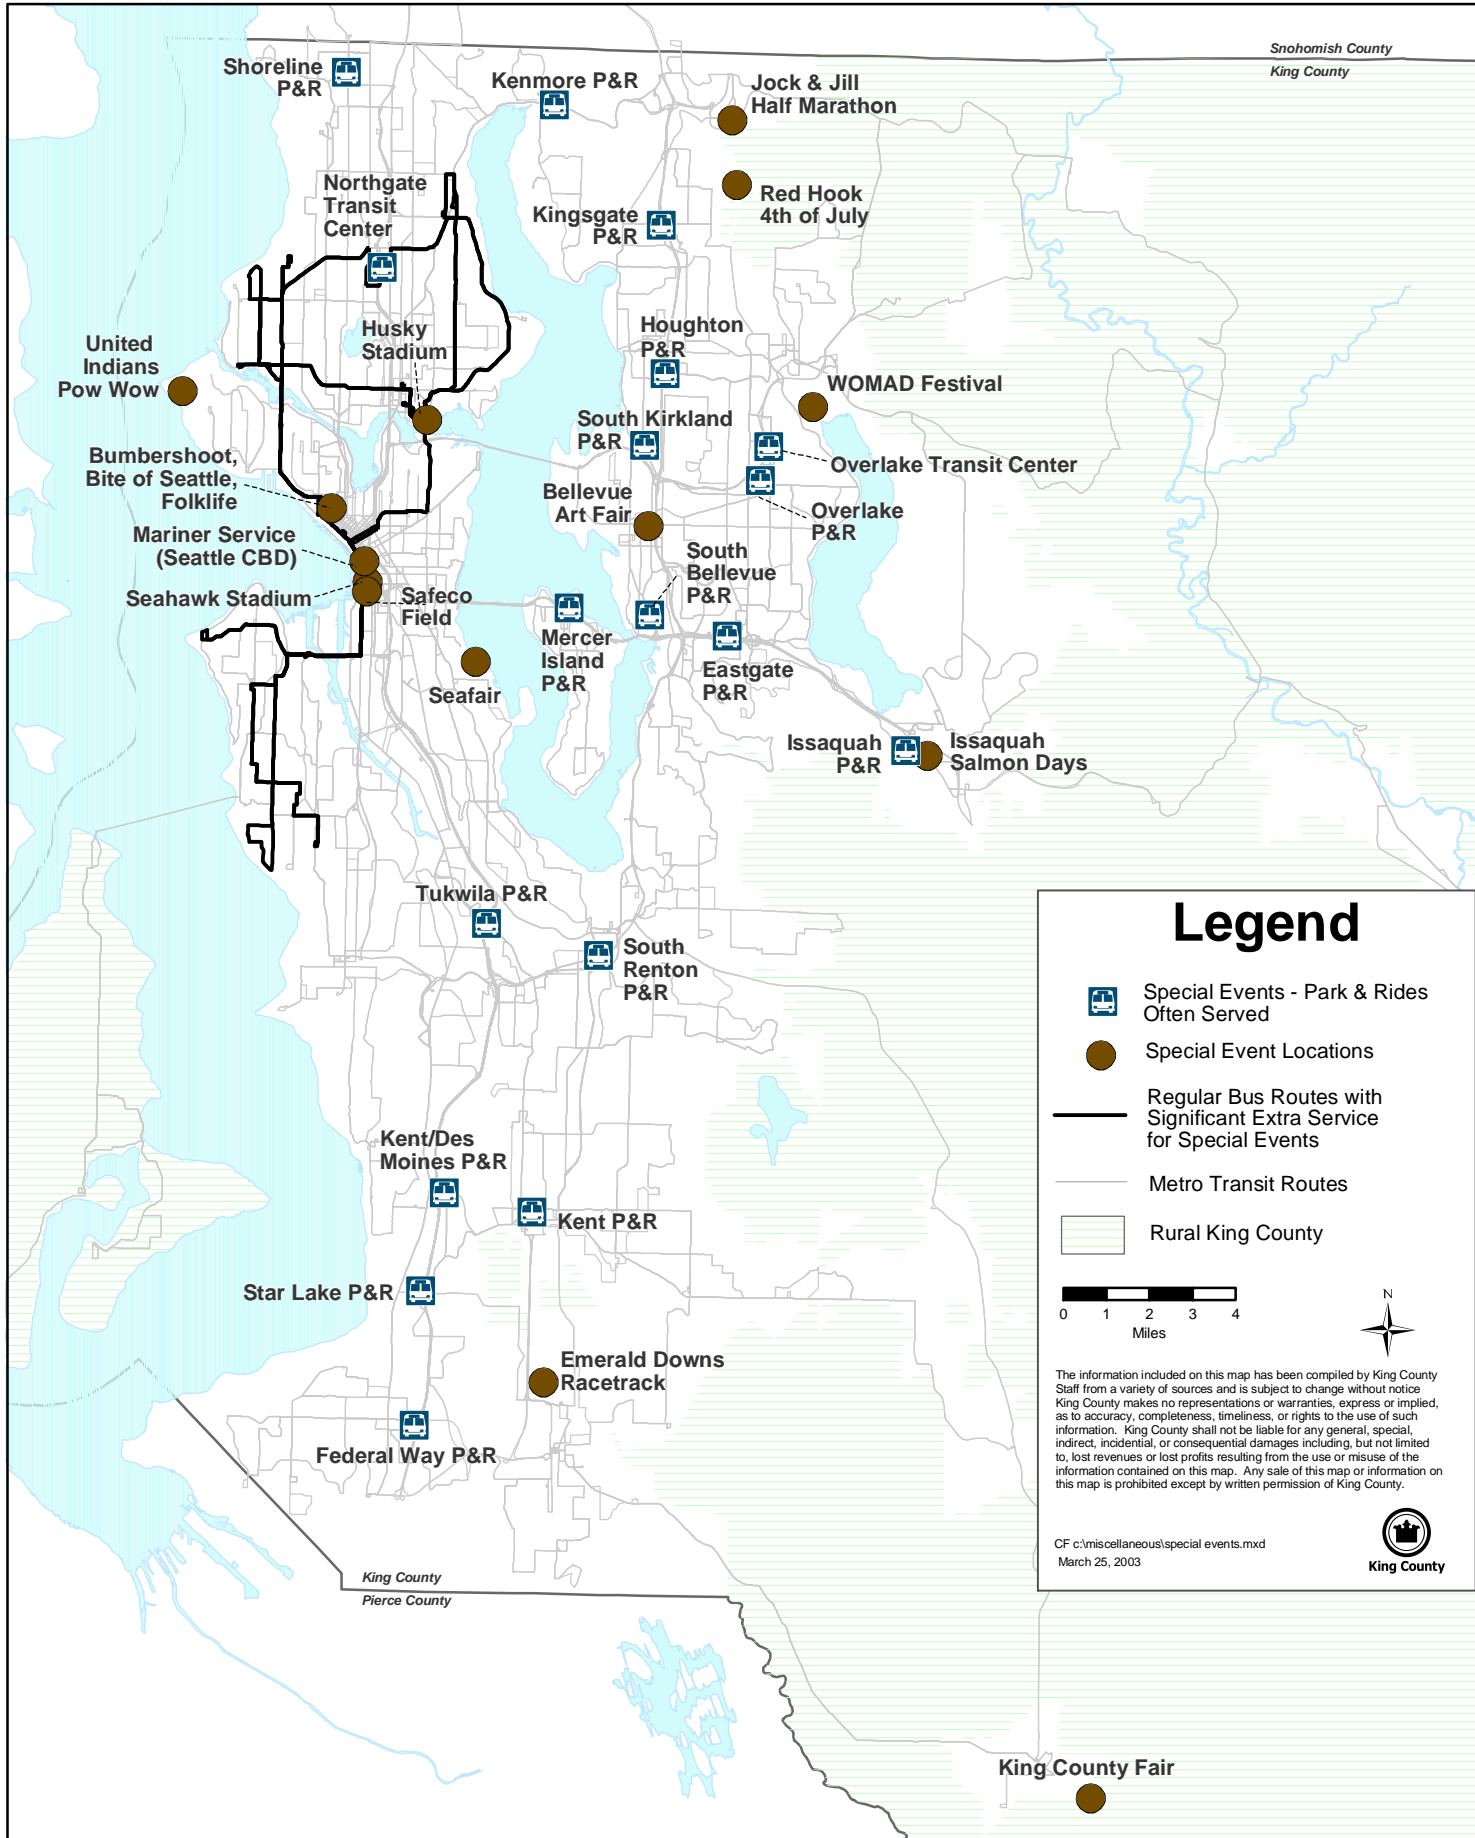 Snohomish County
King County
Shoreline
P&R
Kenmore P&R
Jock & Jill
Half Marathon
Northgate
Transit
Center
Kingsgate
P&R
Red Hook
4th of July
United
Indians
Pow Wow
Husky
Stadium
Houghton
P&R
WOMAD Festival
South Kirkland
P&R
Overlake Transit Center
Bumbershoot,
Bite of Seattle,
Folklife
Bellevue
Art Fair
Overlake
P&R
Mariner Service
(Seattle CBD)
South
Bellevue
P&R
Seahawk Stadium
Safeco
Field
Mercer
Island
P&R
Eastgate
P&R
Seafair
Issaquah
P&R
Issaquah
Salmon Days
Tukwila P&R
South
Renton
P&R
Kent/Des
Moines P&R
Kent P&R
Star Lake P&R
Emerald Downs
Racetrack
Federal Way P&R
King County
Pierce County
King County Fair
Legend
Special Events - Park & Rides
Often Served
Special Event Locations
Regular Bus Routes with
Significant Extra Service
for Special Events
Metro Transit Routes
Rural King County
0 1 2 3 4
Miles
N
The information included on this map has been compiled by King County
Staff from a variety of sources and is subject to change without notice
King County makes no representations or warranties, express or implied,
as to accuracy, completeness, timeliness, or rights to the use of such
information. King County shall not be liable for any general, special,
indirect, incidental, or consequential damages including, but not limited
to, lost revenues or lost profits resulting from the use or misuse of the
information contained on this map. Any sale of this map or information on
this map is prohibited except by written permission of King County.
CF c:\miscellaneous\special events.mxd
March 25, 2003
King County